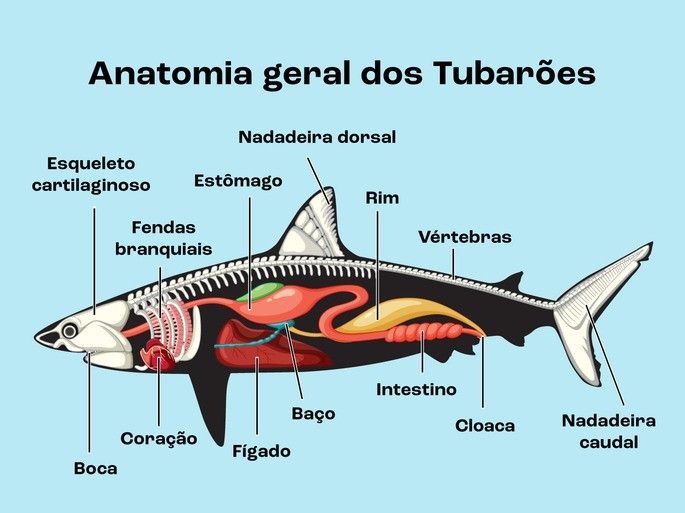 Anatomia geral dos Tubarões
Nadadeira dorsal
Esqueleto
cartilaginoso
Estômago
Rim
Fendas
branquiais
Vértebras
Intestino
Baço
Cloaca
Nadadeira
caudal
Coração
Fígado
Boca